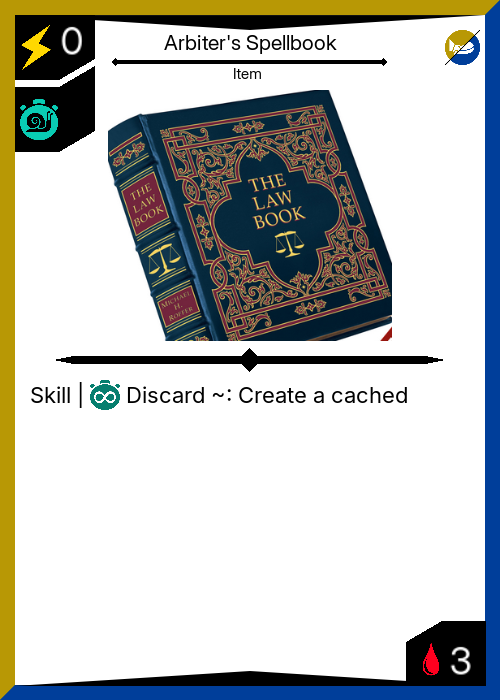 0
Arbiter's Spellbook
Item
THE
LAW
BOOK
THE
LAW
BOOK
MICHAEL
H.
ROFFER
Skill | Discard ~: Create a cached
3